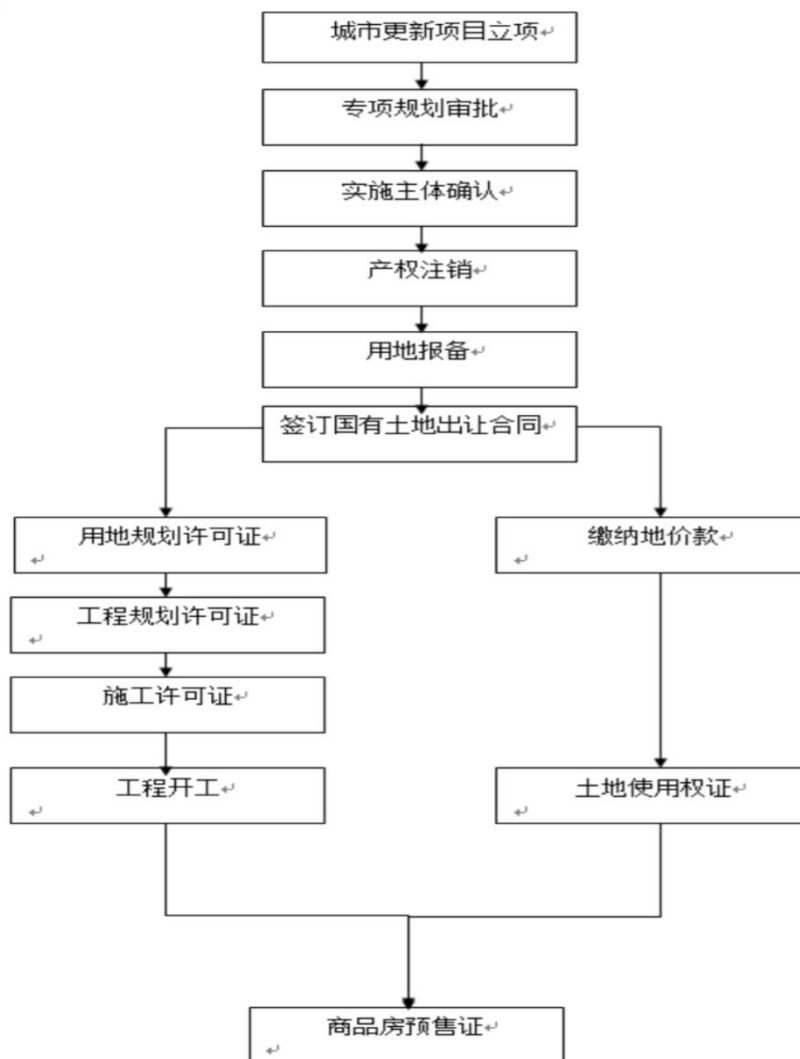 城市更新项目立项
专项规划审批
实施主体确认
产权注销
用地报备
签订国有土地出让合同
用地规划许可证
缴纳地价款
工程规划许可证
施工许可证
工程开工
土地使用权证
商品房预售证